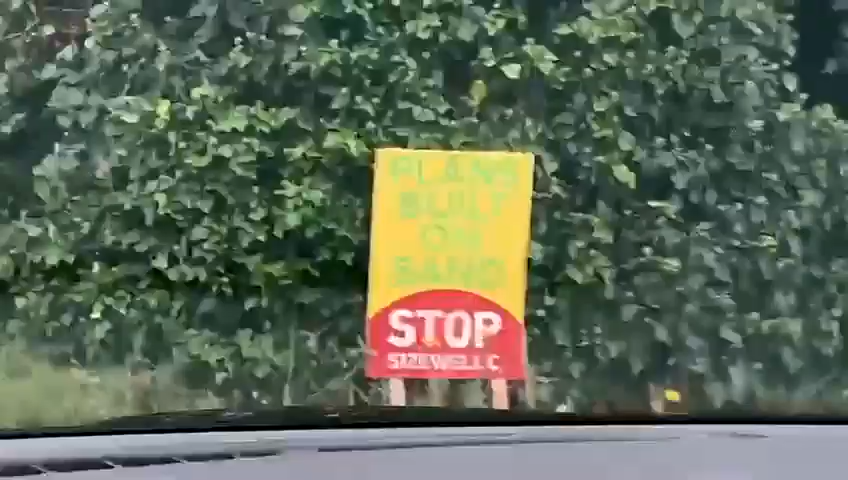 PLANS
BUILT
ON
SAND
STOP
SIZEWELL C